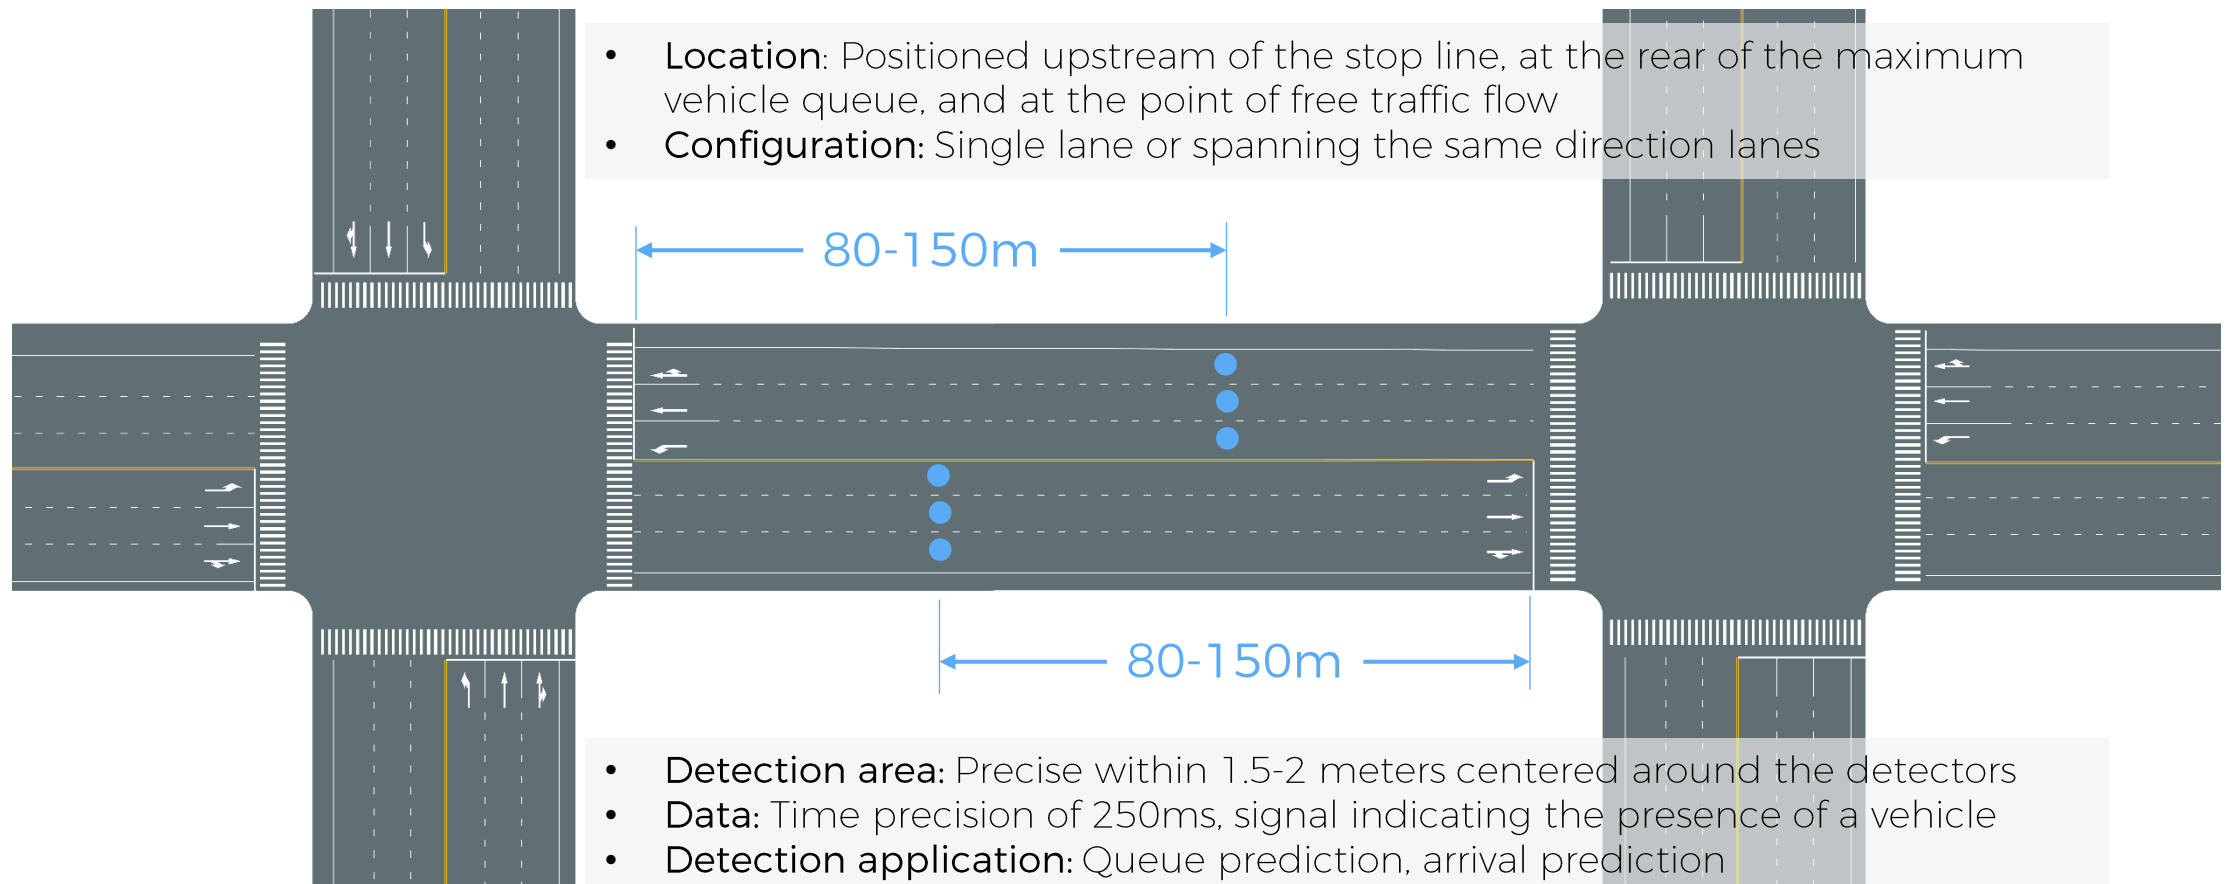 • Location: Positioned upstream of the stop line, at the rear of the maximum
vehicle queue, and at the point of free traffic flow
• Configuration: Single lane or spanning the same direction lanes
80-150m
80-150m
• Detection area: Precise within 1.5-2 meters centered around the detectors
• Data: Time precision of 250ms, signal indicating the presence of a vehicle
• Detection application: Queue prediction, arrival prediction